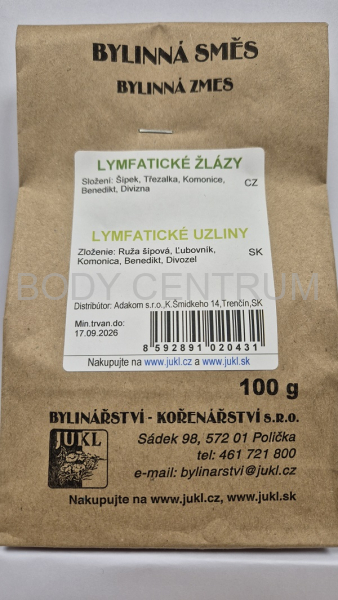 BYLINNÁ SMĚS
BYLINNÁ ZMES
LYMFATICKÉ ŽLÁZY
Složení: Šípek, Třezalka, Komonice,
Benedikt, Divizna
CZ
LYMFATICKÉ UZLINY
Zloženie: Ruža šípová, Ľubovník,
Komonica, Benedikt, Divozel
SK
BODY CENTRUM
Distribútor: Adakom s.r.o.,K.Šmidkeho 14,Trenčín,SK
Min.trvan.do:
17.09.2026
8 592891 020431
Nakupujte na www.jukl.cz a www.jukl.sk
100 g
BYLINÁŘSTVÍ - KOŘENÁŘSTVÍ s.r.o.
JUKL
Sádek 98, 572 01 Polička
tel: 461 721 800
e-mail: bylinarstvi@jukl.cz
Nakupujte na www.jukl.cz, www.jukl.sk